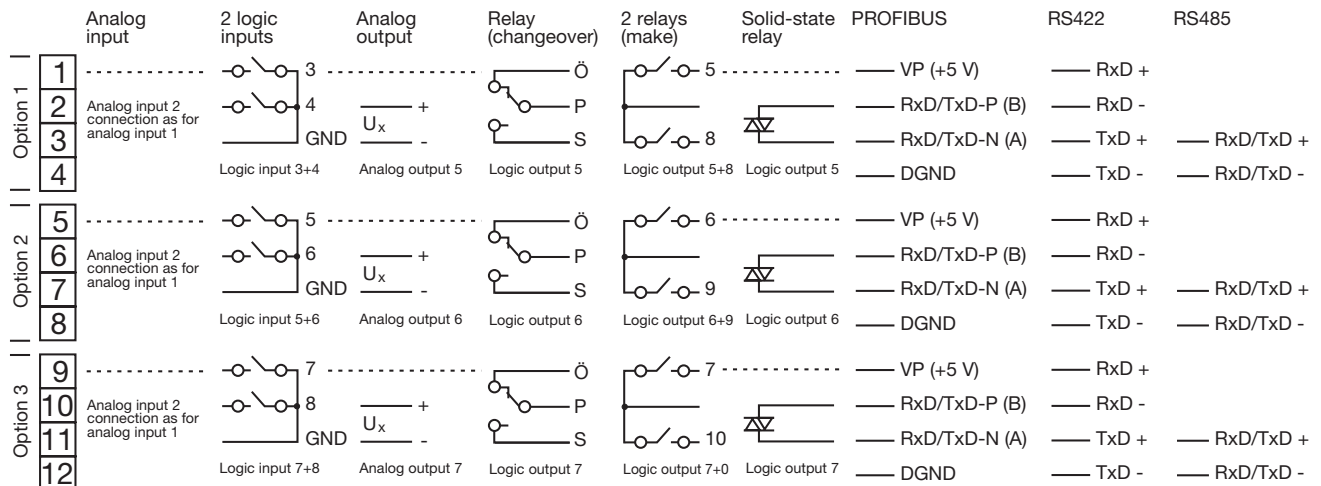 Analog input
2 logic inputs
Analog output
Relay (changeover)
2 relays (make)
Solid-state relay
PROFIBUS
RS422
RS485
Option 1
1
2
3
4
Analog input 2
connection as for
analog input 1
3
4
GND
Logic input 3+4
+
Ux
-
Analog output 5
Ö
P
S
Logic output 5
5
8
Logic output 5+8
Logic output 5
VP (+5 V)
RxD/TxD-P (B)
RxD/TxD-N (A)
DGND
RxD +
RxD -
TxD +
TxD -
RxD/TxD +
RxD/TxD -
Option 2
5
6
7
8
Analog input 2
connection as for
analog input 1
5
6
GND
Logic input 5+6
+
Ux
-
Analog output 6
Ö
P
S
Logic output 6
6
9
Logic output 6+9
Logic output 6
VP (+5 V)
RxD/TxD-P (B)
RxD/TxD-N (A)
DGND
RxD +
RxD -
TxD +
TxD -
RxD/TxD +
RxD/TxD -
Option 3
9
10
11
12
Analog input 2
connection as for
analog input 1
7
8
GND
Logic input 7+8
+
Ux
-
Analog output 7
Ö
P
S
Logic output 7
7
10
Logic output 7+0
Logic output 7
VP (+5 V)
RxD/TxD-P (B)
RxD/TxD-N (A)
DGND
RxD +
RxD -
TxD +
TxD -
RxD/TxD +
RxD/TxD -